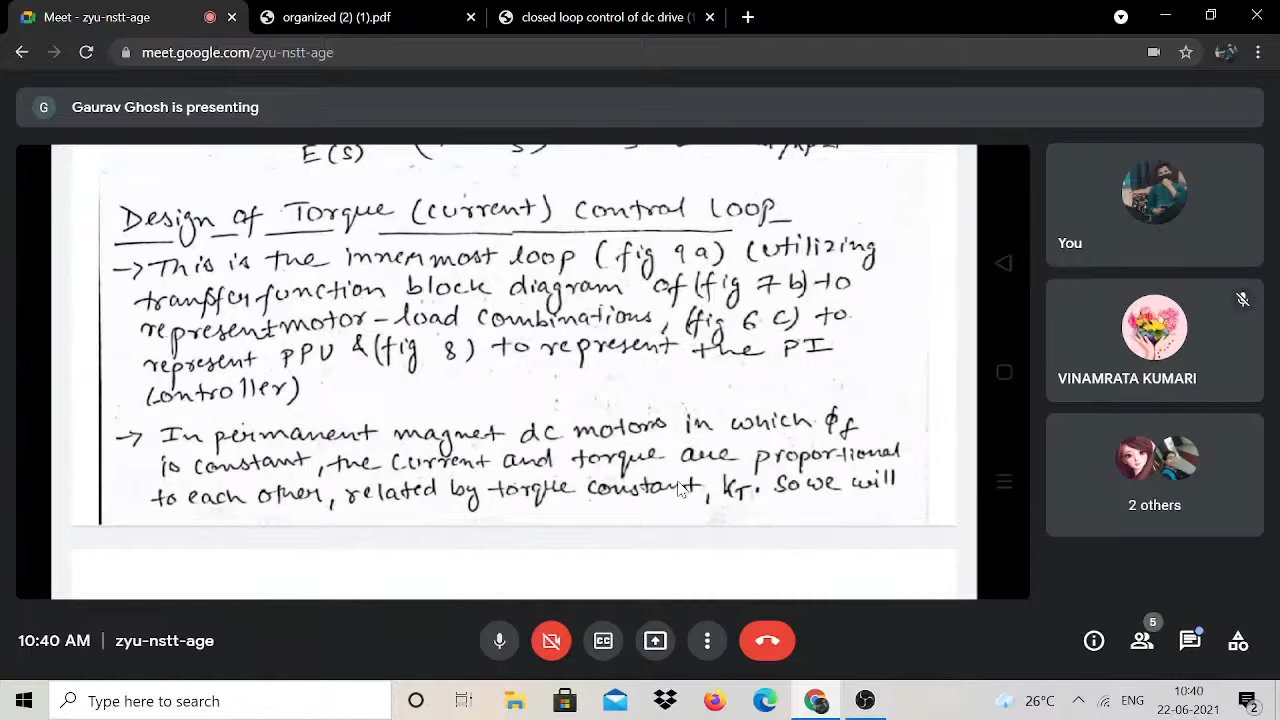 Meet - zyu-nstt-age
organized (2) (1).pdf
closed loop control of dc drive (1
meet.google.com/zyu-nstt-age
G Gaurav Ghosh is presenting
E(S)
Design of Torque (current) control loop
→ This is the innermost loop (fig 9a) (utilizing
transfer function block diagram of (fig 7b) to
represent motor-load combinations, (fig 6c) to
represent PPU & (fig 8) to represent the PI
controller)
→ In permanent magnet dc motors in which ϕf
is constant, the current and torque are proportional
to each other, related by torque constant, KT. So we will
You
VINAMRATA KUMARI
2 others
10:40 AM | zyu-nstt-age
5
Type here to search
26°C
ENG
10:40
22-06-2021
2